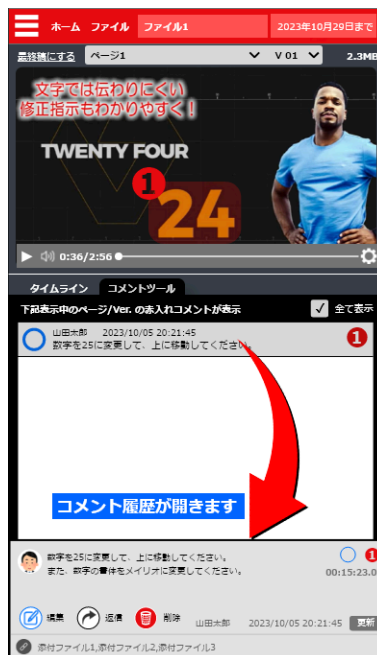 ホーム ファイル ファイル1 2023年10月29日まで
最終稿にする ページ1 V 01 2.3MB
文字では伝わりにくい
修正指示もわかりやすく！
TWENTY FOUR
1
24
0:36/2:56
タイムライン コメントツール
下記表示中のページ/Ver. の赤入れコメントが表示 全て表示
山田太郎 2023/10/05 20:21:45 1
数字を25に変更して、上に移動してください。
コメント履歴が開きます
数字を25に変更して、上に移動してください。 1
また、数字の書体をメイリオに変更してください。 00:15:23.0
編集 返信 削除 山田太郎 2023/10/05 20:21:45 更新
添付ファイル1,添付ファイル2,添付ファイル3